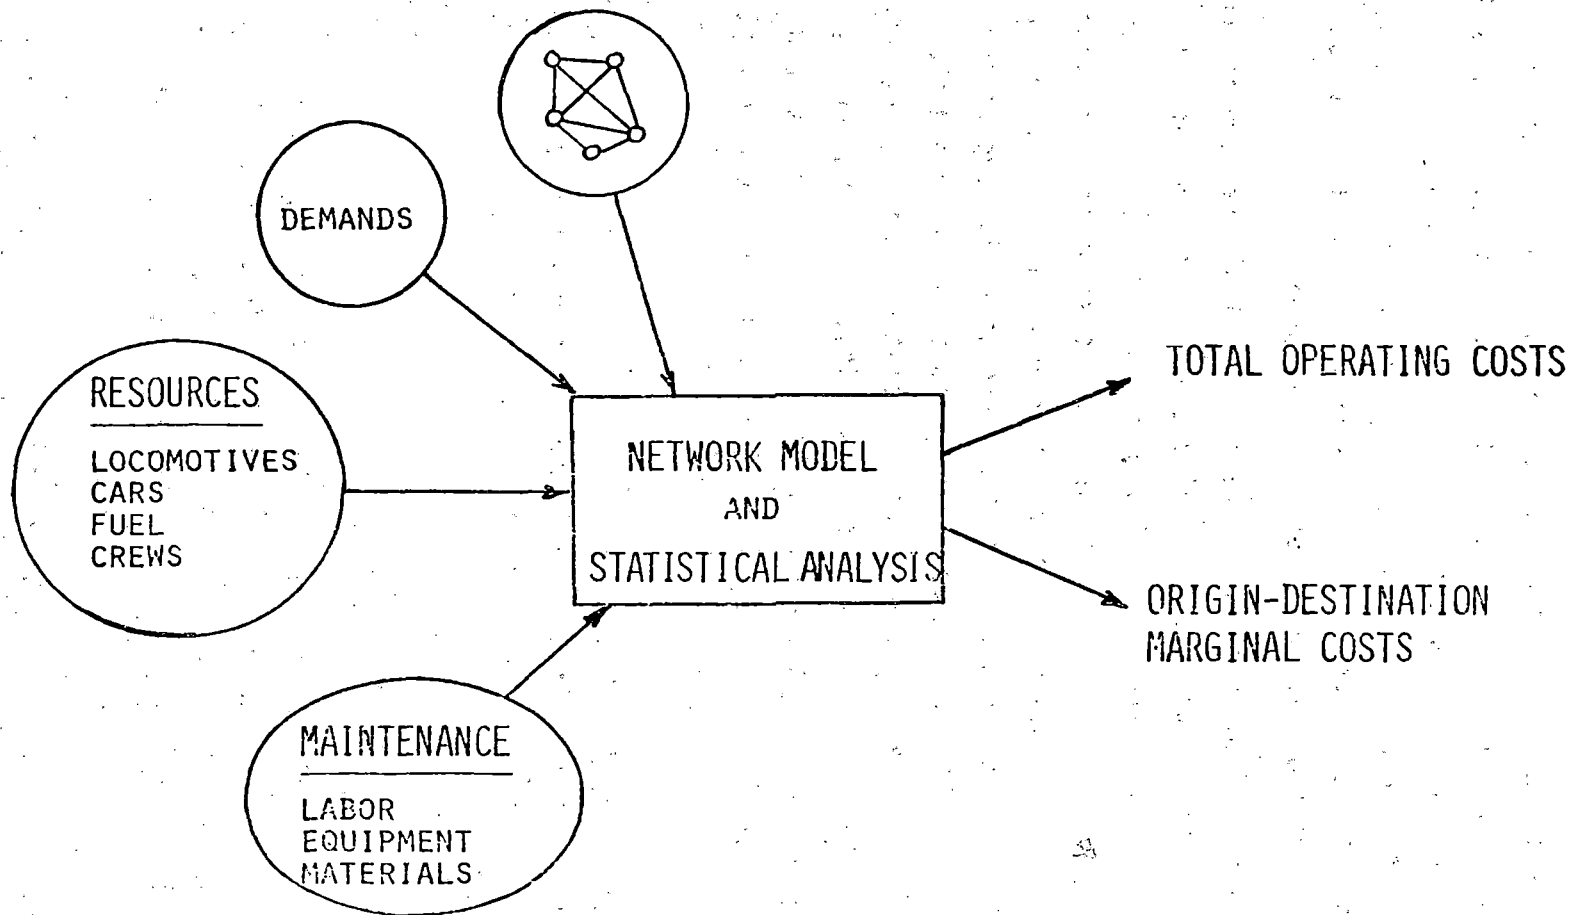 DEMANDS
RESOURCES
LOCOMOTIVES
CARS
FUEL
CREWS
MAINTENANCE
LABOR
EQUIPMENT
MATERIALS
NETWORK MODEL
AND
STATISTICAL ANALYSIS
TOTAL OPERATING COSTS
ORIGIN-DESTINATION
MARGINAL COSTS